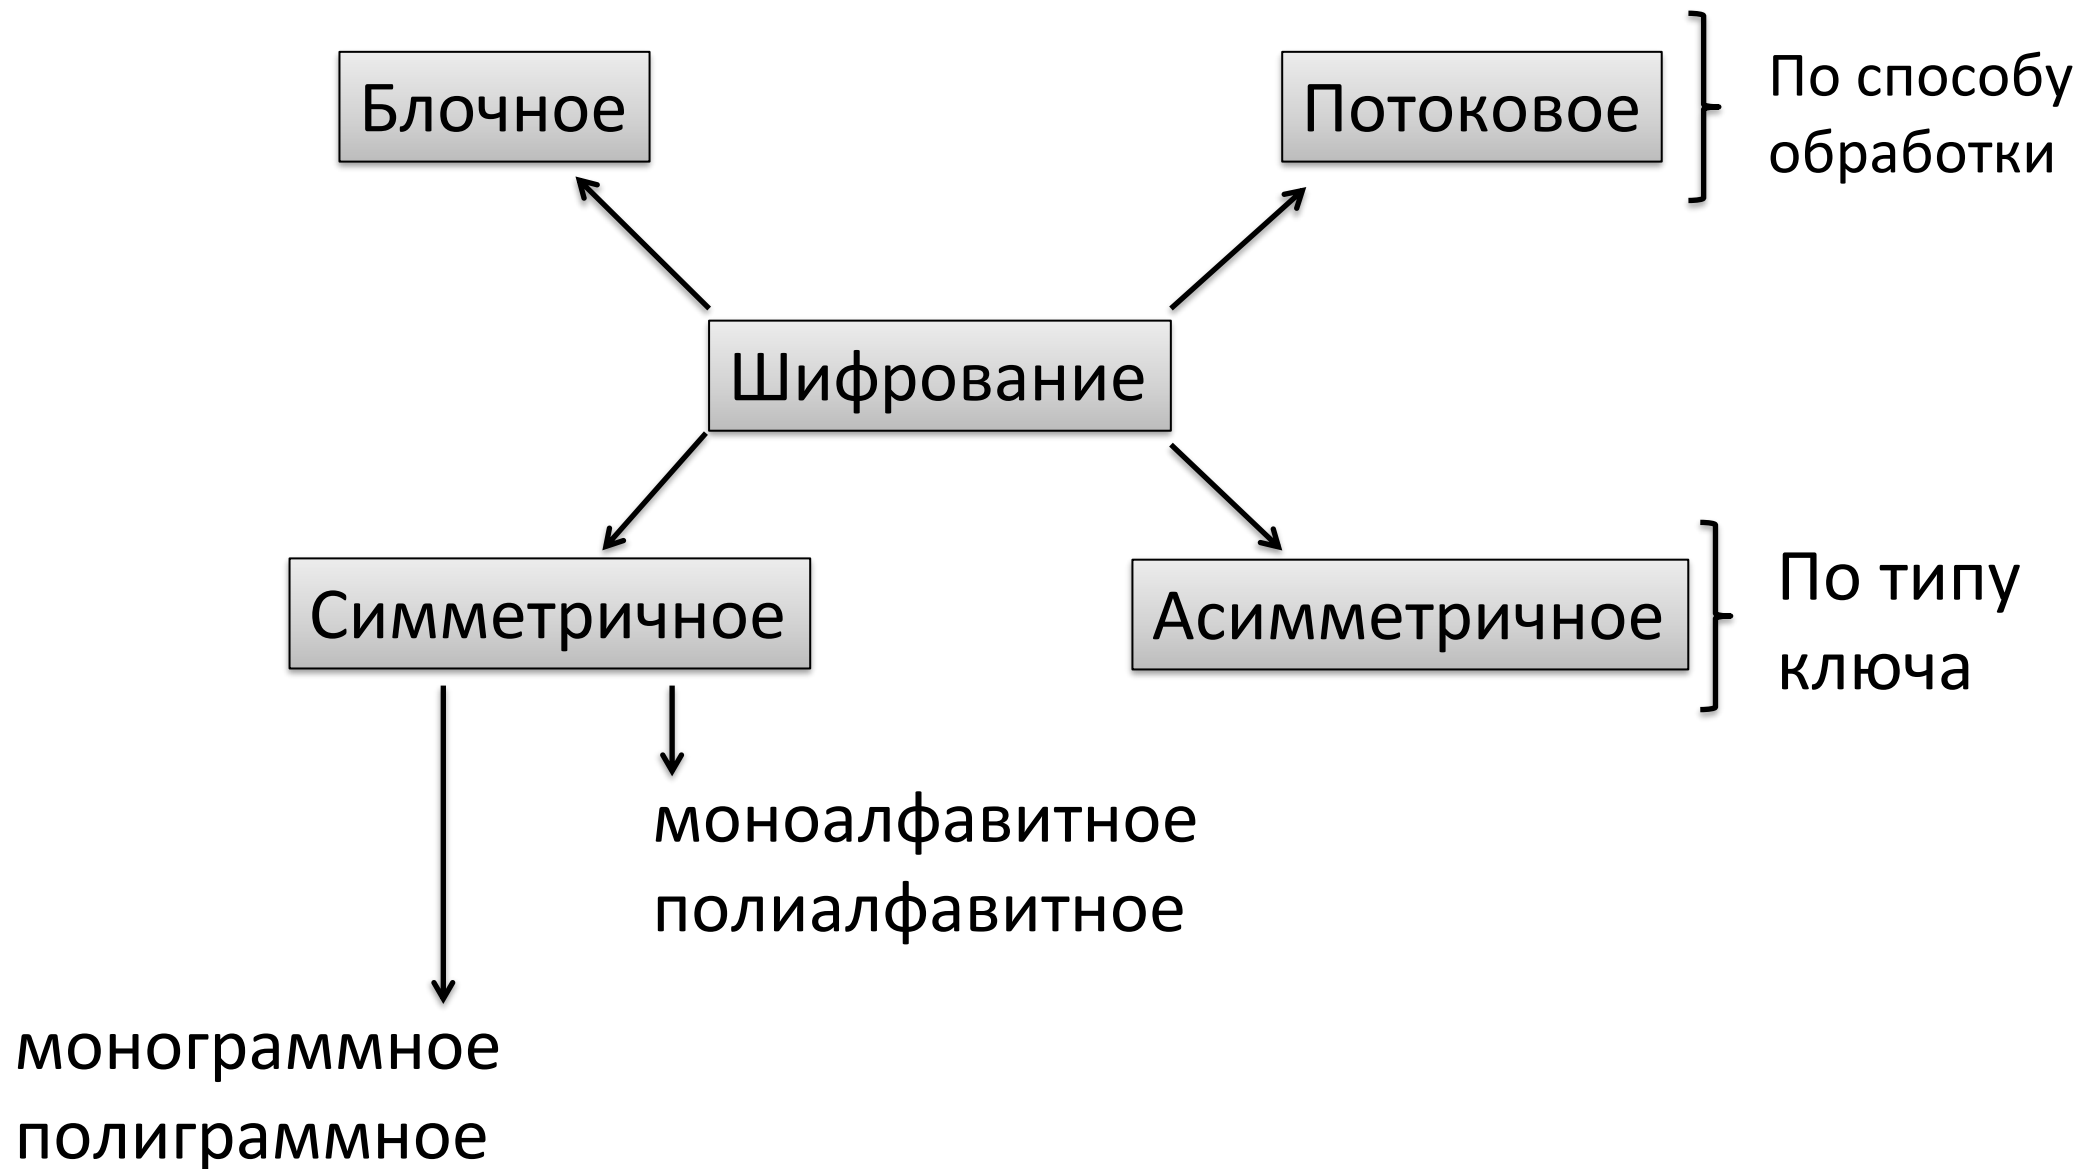 Блочное
Потоковое
По способу
обработки
Шифрование
Симметричное
Асимметричное
По типу
ключа
моноалфавитное
полиалфавитное
монограммное
полиграммное